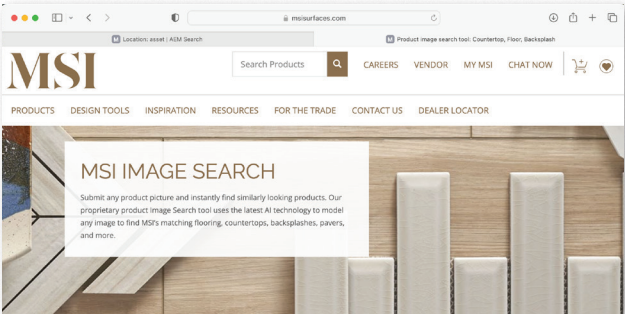 msisurfaces.com
M Location: asset | AEM Search
M Product image search tool: Countertop, Floor, Backsplash
MSI
Search Products
CAREERS VENDOR MY MSI CHAT NOW
PRODUCTS DESIGN TOOLS INSPIRATION RESOURCES FOR THE TRADE CONTACT US DEALER LOCATOR
MSI IMAGE SEARCH
Submit any product picture and instantly find similarly looking products. Our
proprietary product image Search tool uses the latest AI technology to model
any image to find MSI's matching flooring, countertops, backsplashes, pavers,
and more.